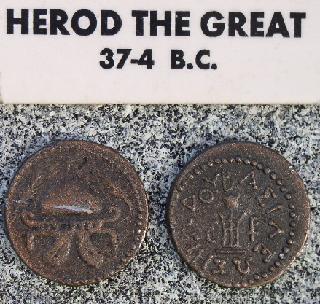 HEROD THE GREAT
37-4 B.C.